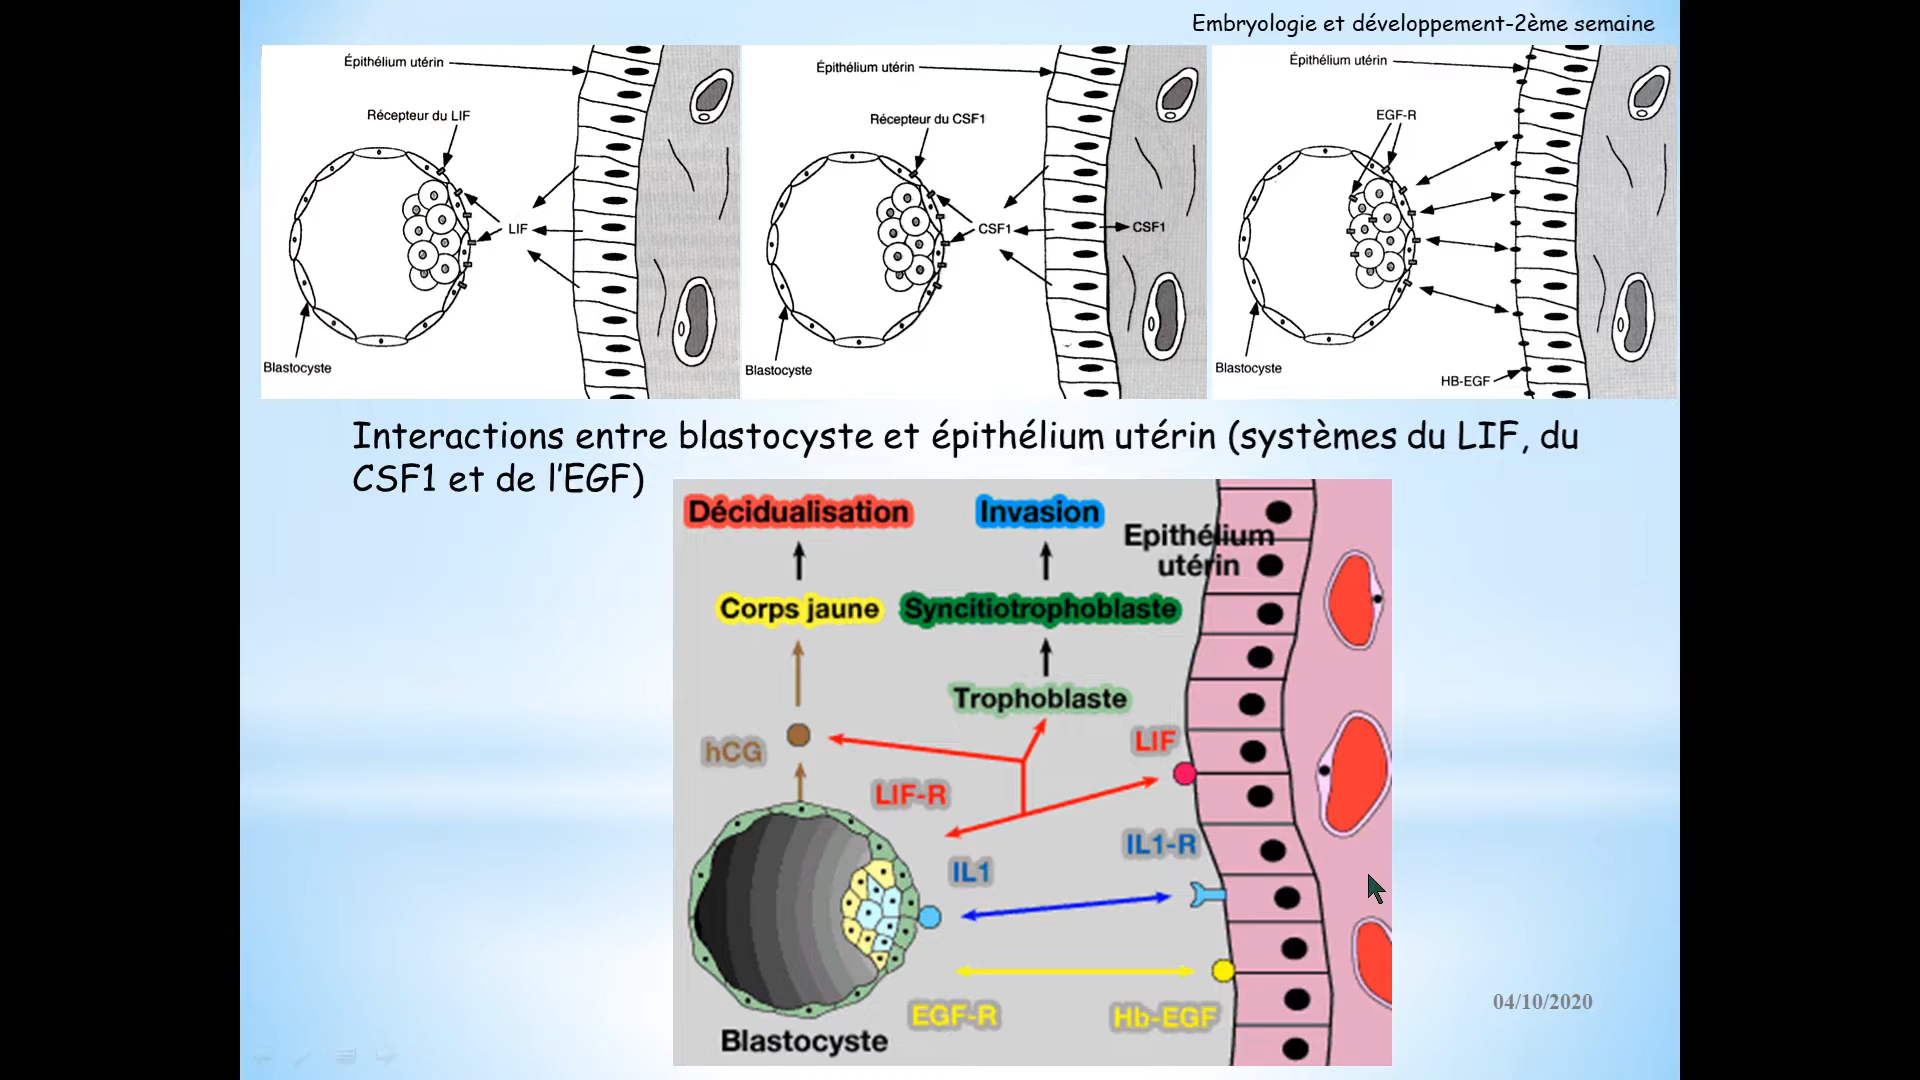 Embryologie et développement-2ème semaine
Épithélium utérin
Récepteur du LIF
LIF
Blastocyste
Épithélium utérin
Récepteur du CSF1
CSF1
CSF1
Blastocyste
Épithélium utérin
EGF-R
Blastocyste
HB-EGF
Interactions entre blastocyste et épithélium utérin (systèmes du LIF, du
CSF1 et de l'EGF)
Décidualisation
Invasion
Epithélium
utérin
Corps jaune
Syncitiotrophoblaste
Trophoblaste
hCG
LIF
LIF-R
IL1-R
IL1
EGF-R
Hb-EGF
Blastocyste
04/10/2020